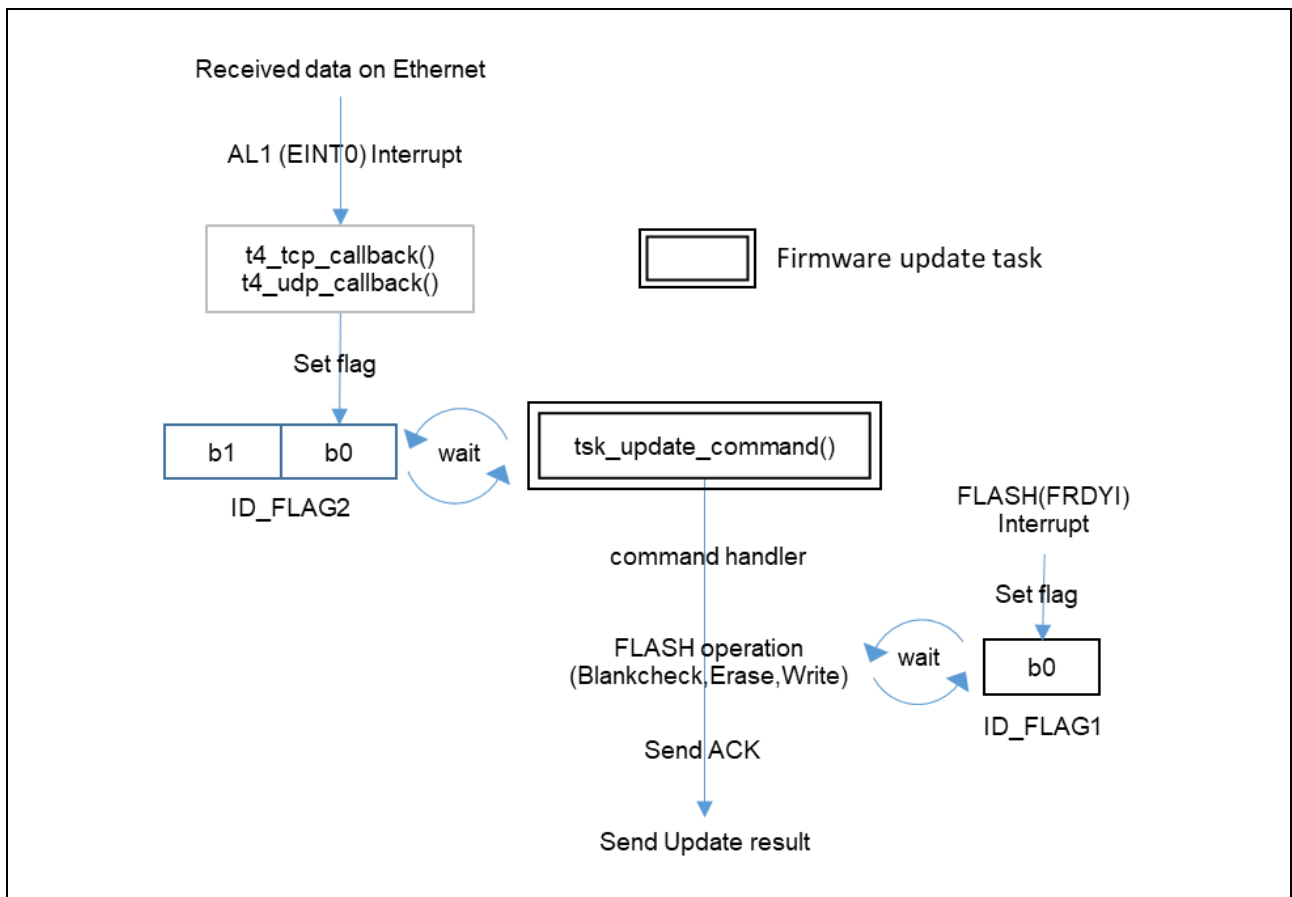 Received data on Ethernet
AL1 (EINT0) Interrupt
t4_tcp_callback()
t4_udp_callback()
Firmware update task
Set flag
b1
b0
wait
tsk_update_command()
ID_FLAG2
FLASH(FRDYI)
Interrupt
command handler
Set flag
FLASH operation
(Blankcheck,Erase,Write)
wait
b0
ID_FLAG1
Send ACK
Send Update result